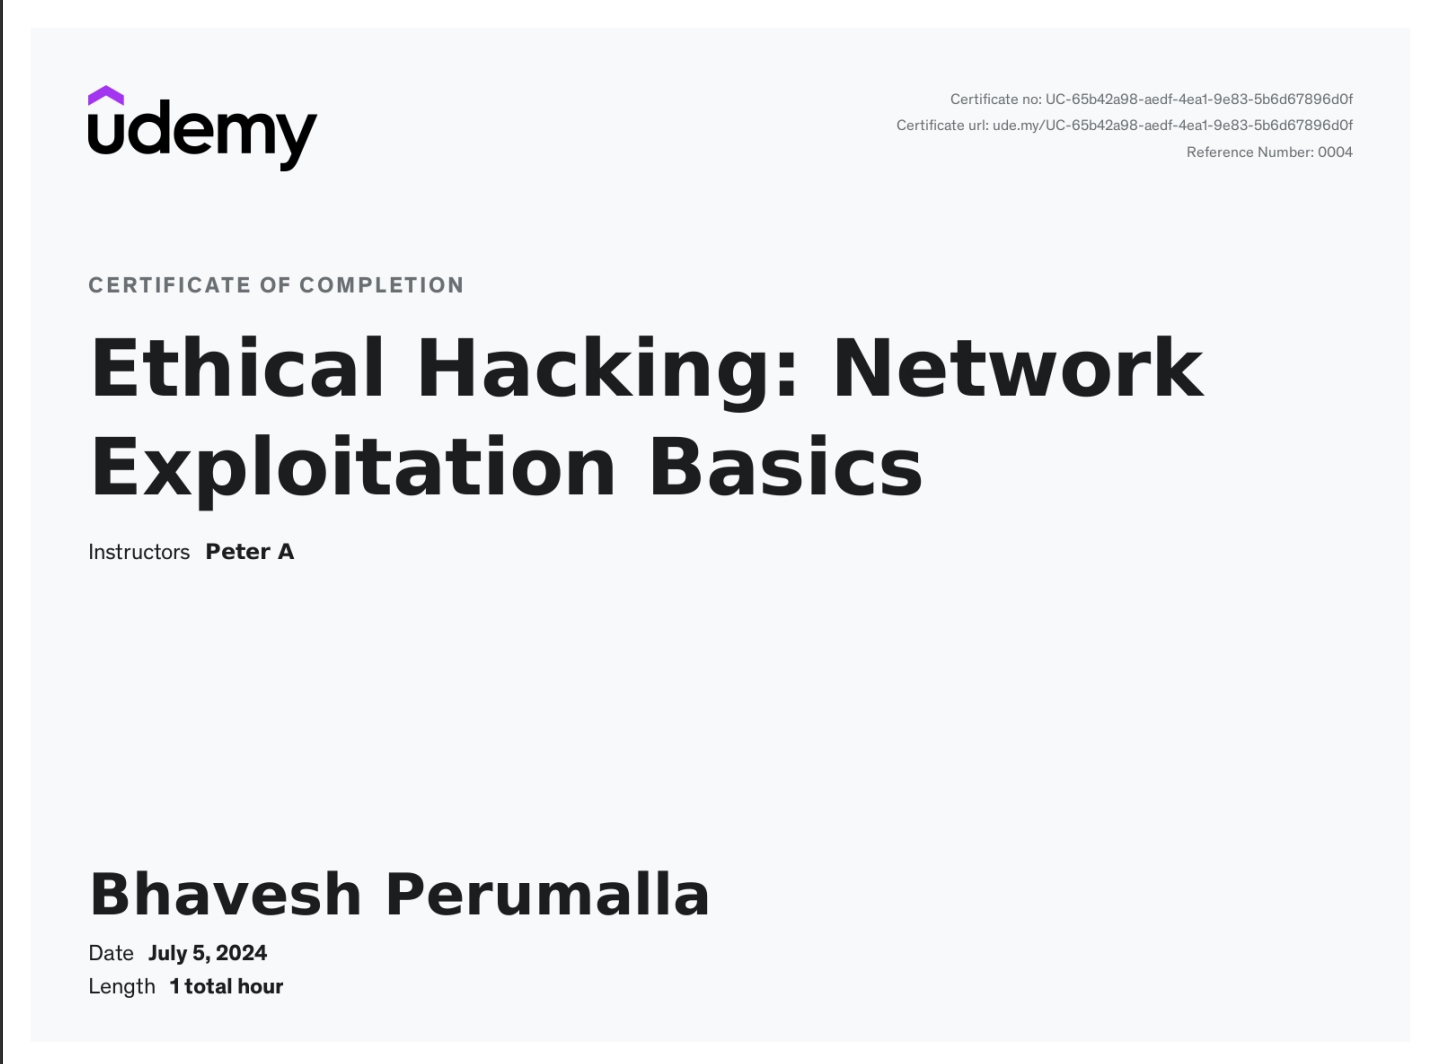 udemy
Certificate no: UC-65b42a98-aedf-4ea1-9e83-5b6d67896d0f
Certificate url: ude.my/UC-65b42a98-aedf-4ea1-9e83-5b6d67896d0f
Reference Number: 0004
CERTIFICATE OF COMPLETION
Ethical Hacking: Network
Exploitation Basics
Instructors Peter A
Bhavesh Perumalla
Date July 5, 2024
Length 1 total hour